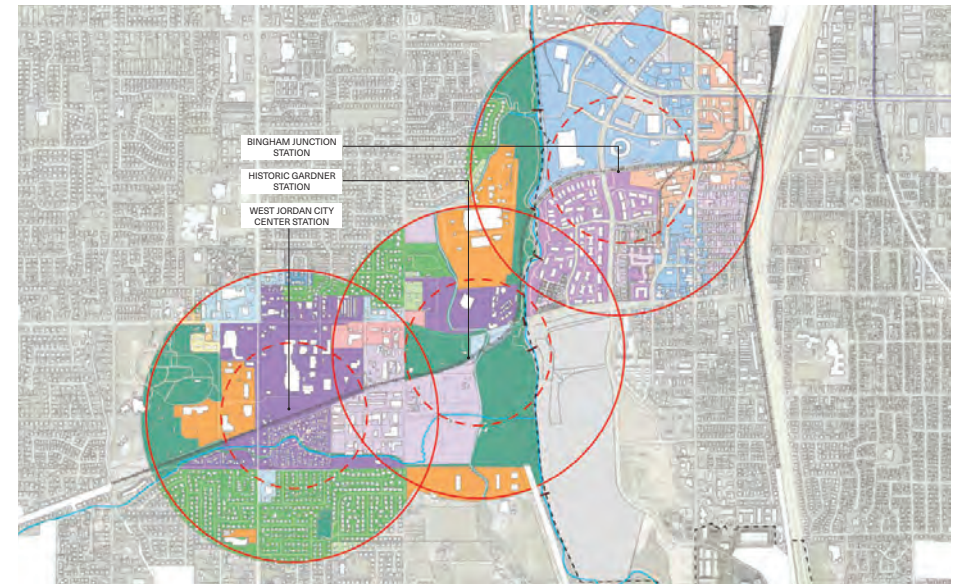 BINGHAM JUNCTION
STATION
HISTORIC GARDNER
STATION
WEST JORDAN CITY
CENTER STATION